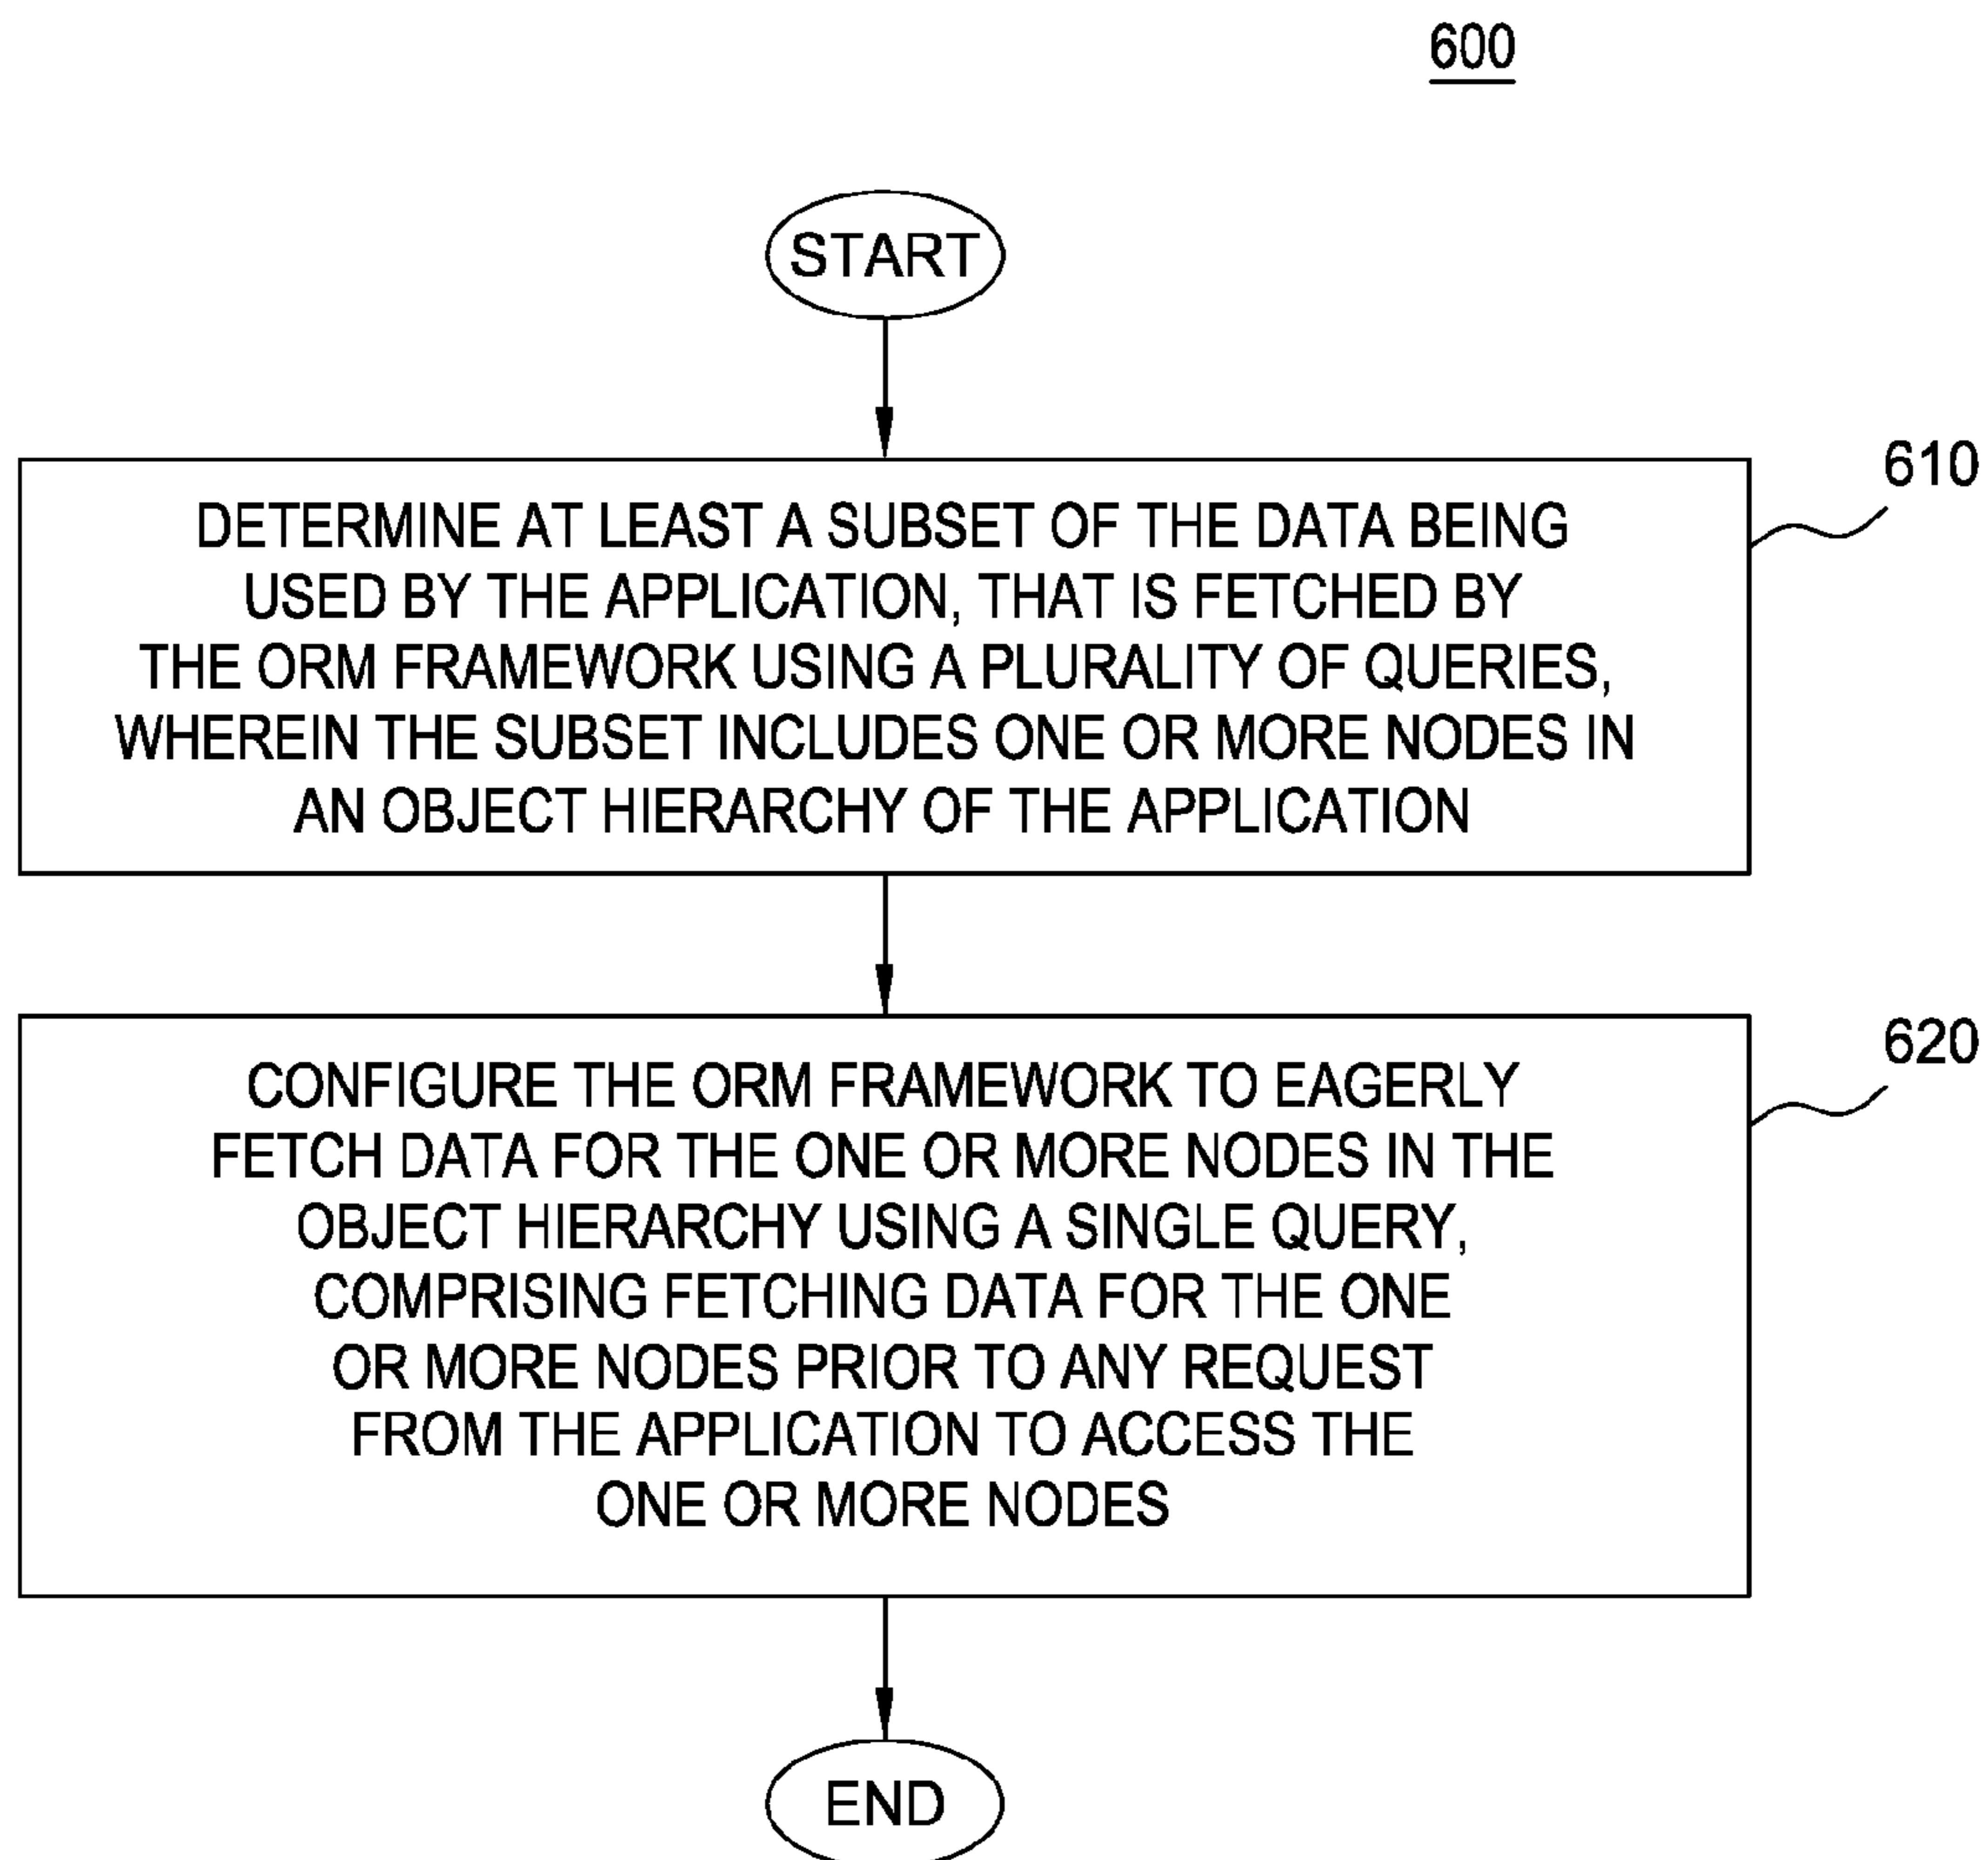 600
START
610
DETERMINE AT LEAST A SUBSET OF THE DATA BEING
USED BY THE APPLICATION, THAT IS FETCHED BY
THE ORM FRAMEWORK USING A PLURALITY OF QUERIES,
WHEREIN THE SUBSET INCLUDES ONE OR MORE NODES IN
AN OBJECT HIERARCHY OF THE APPLICATION
620
CONFIGURE THE ORM FRAMEWORK TO EAGERLY
FETCH DATA FOR THE ONE OR MORE NODES IN THE
OBJECT HIERARCHY USING A SINGLE QUERY,
COMPRISING FETCHING DATA FOR THE ONE
OR MORE NODES PRIOR TO ANY REQUEST
FROM THE APPLICATION TO ACCESS THE
ONE OR MORE NODES
END